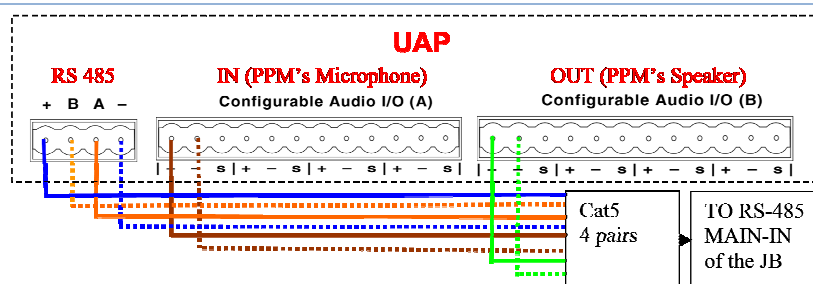 UAP
RS 485 IN (PPM's Microphone) OUT (PPM's Speaker)
+ B A − Configurable Audio I/O (A) Configurable Audio I/O (B)
| - - S | + - S | + - S | + - S | | - - S | + - S | + - S | + - S |
Cat5
4 pairs
TO RS-485
MAIN-IN
of the JB